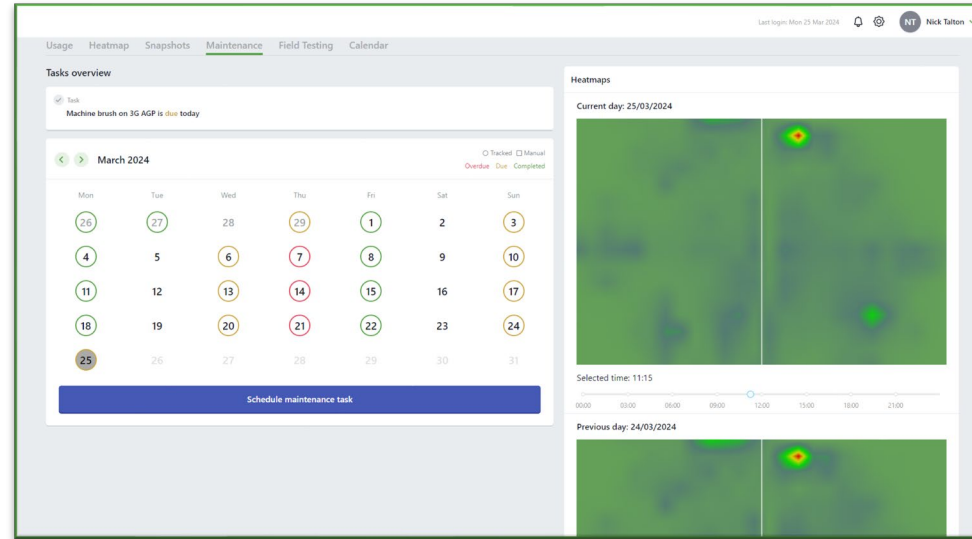 Last login: Mon 25 Mar 2024
NT
Nick Talton
Usage Heatmap Snapshots Maintenance Field Testing Calendar
Tasks overview
Task
Machine brush on 3G AGP is due today
March 2024
Tracked Manual
Overdue Due Completed
Mon Tue Wed Thu Fri Sat Sun
26 27 28 29 1 2 3
4 5 6 7 8 9 10
11 12 13 14 15 16 17
18 19 20 21 22 23 24
25 26 27 28 29 30 31
Schedule maintenance task
Heatmaps
Current day: 25/03/2024
Selected time: 11:15
00:00 03:00 06:00 09:00 12:00 15:00 18:00 21:00
Previous day: 24/03/2024